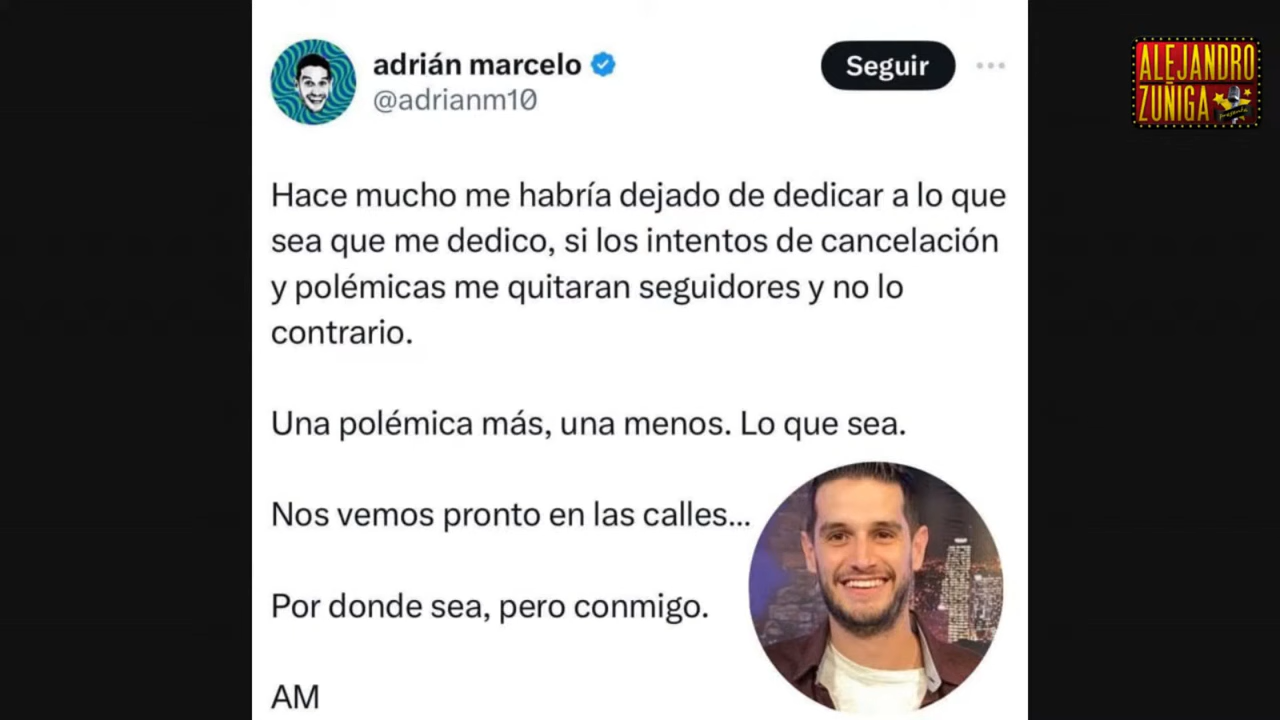 adrián marcelo
@adrianm10
Seguir
ALEJANDRO
ZUÑIGA
presenta
Hace mucho me habría dejado de dedicar a lo que
sea que me dedico, si los intentos de cancelación
y polémicas me quitaran seguidores y no lo
contrario.
Una polémica más, una menos. Lo que sea.
Nos vemos pronto en las calles...
Por donde sea, pero conmigo.
AM